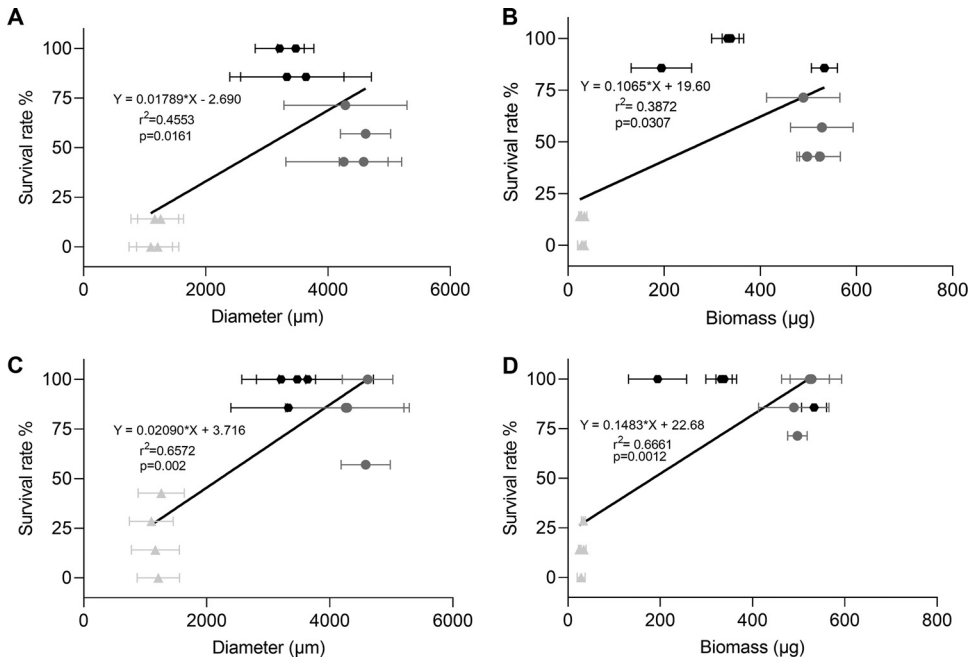 A
Survival rate %
100
75
50
25
0
Y = 0.01789*X - 2.690
r²=0.4553
p=0.0161
0 2000 4000 6000
Diameter (µm)
B
Survival rate %
100
75
50
25
0
Y = 0.1065*X + 19.60
r²= 0.3872
p=0.0307
0 200 400 600 800
Biomass (µg)
C
Survival rate %
100
75
50
25
0
Y = 0.02090*X + 3.716
r²=0.6572
p=0.002
0 2000 4000 6000
Diameter (µm)
D
Survival rate %
100
75
50
25
0
Y = 0.1483*X + 22.68
r²= 0.6661
p=0.0012
0 200 400 600 800
Biomass (µg)